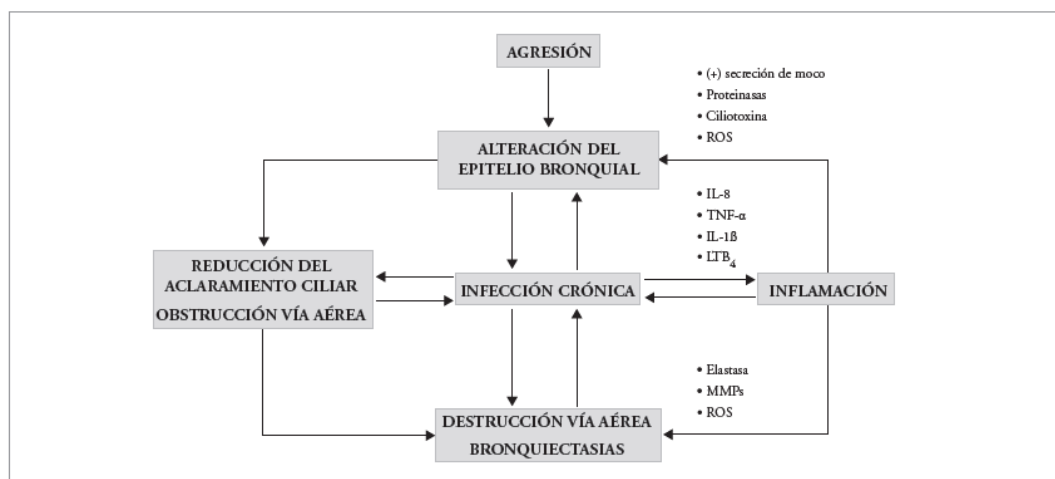 AGRESIÓN
• (+) secreción de moco
• Proteinasas
• Ciliotoxina
• ROS
ALTERACIÓN DEL
EPITELIO BRONQUIAL
• IL-8
• TNF-α
• IL-1ß
• LTB4
REDUCCIÓN DEL
ACLARAMIENTO CILIAR
OBSTRUCCIÓN VÍA AÉREA
INFECCIÓN CRÓNICA
INFLAMACIÓN
• Elastasa
• MMPs
• ROS
DESTRUCCIÓN VÍA AÉREA
BRONQUIECTASIAS